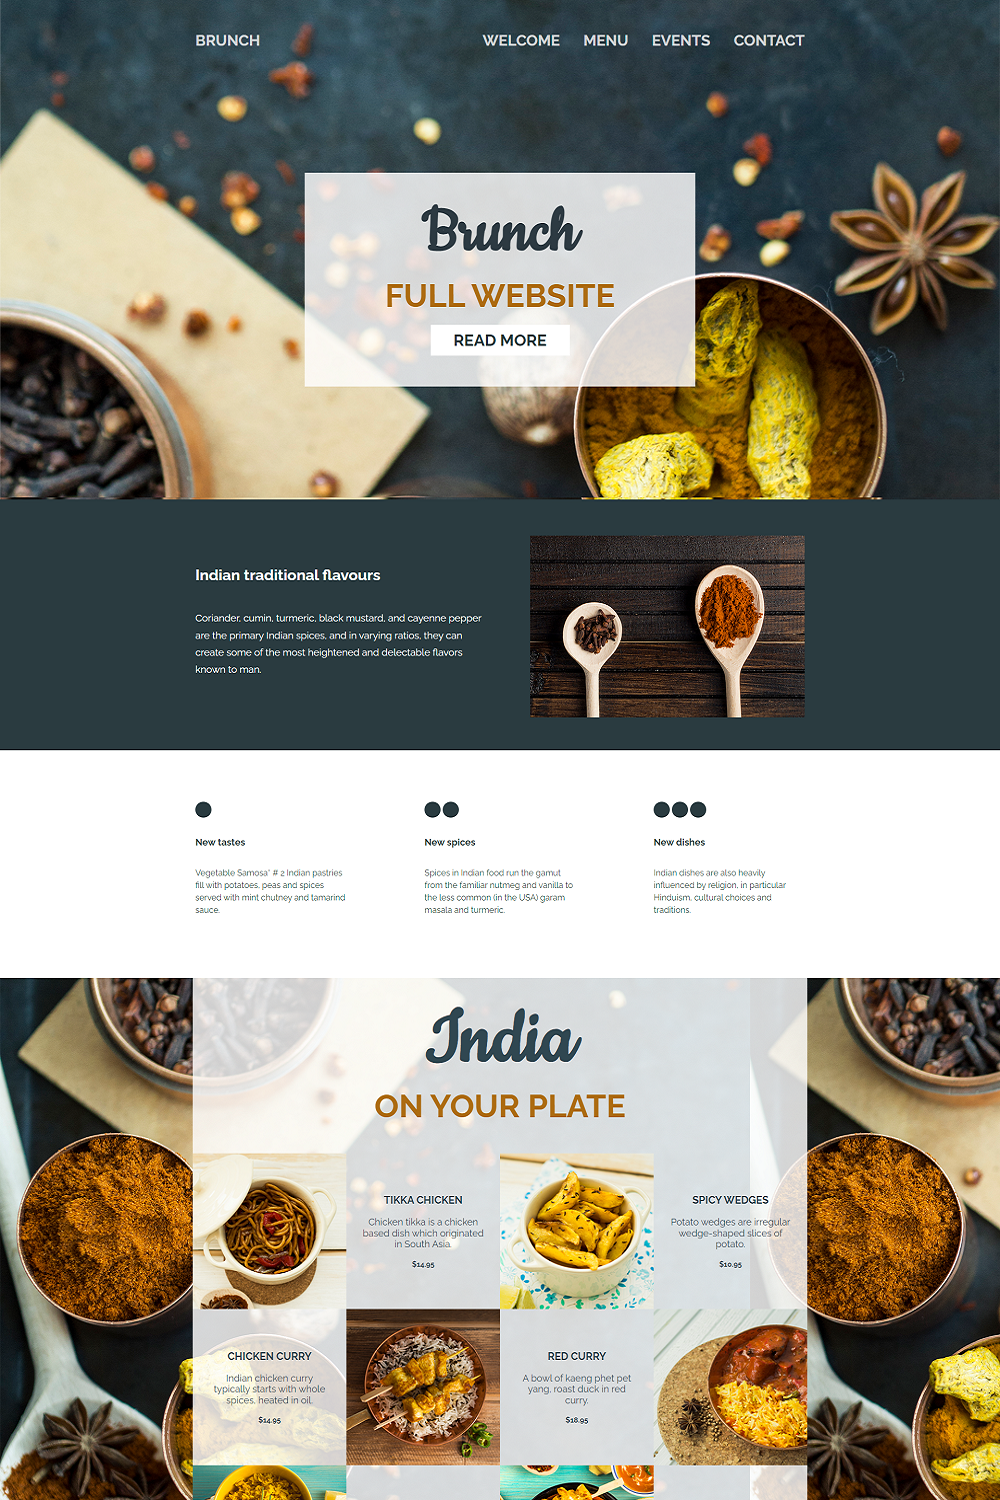 BRUNCH
WELCOME MENU EVENTS CONTACT
Brunch
FULL WEBSITE
READ MORE
Indian traditional flavours
Coriander, cumin, turmeric, black mustard, and cayenne pepper
are the primary Indian spices, and in varying ratios, they can
create some of the most heightened and delectable flavors
known to man.
New tastes
Vegetable Samosa* # 2 Indian pastries
fill with potatoes, peas and spices
served with mint chutney and tamarind
sauce.
New spices
Spices in Indian food run the gamut
from the familiar nutmeg and vanilla to
the less common (in the USA) garam
masala and turmeric.
New dishes
Indian dishes are also heavily
influenced by religion, in particular
Hinduism, cultural choices and
traditions.
India
ON YOUR PLATE
TIKKA CHICKEN
Chicken tikka is a chicken
based dish which originated
in South Asia.
$14.95
SPICY WEDGES
Potato wedges are irregular
wedge-shaped slices of
potato.
$10.95
CHICKEN CURRY
Indian chicken curry
typically starts with whole
spices, heated in oil.
$14.95
RED CURRY
A bowl of kaeng phet pet
yang, roast duck in red
curry.
$18.95